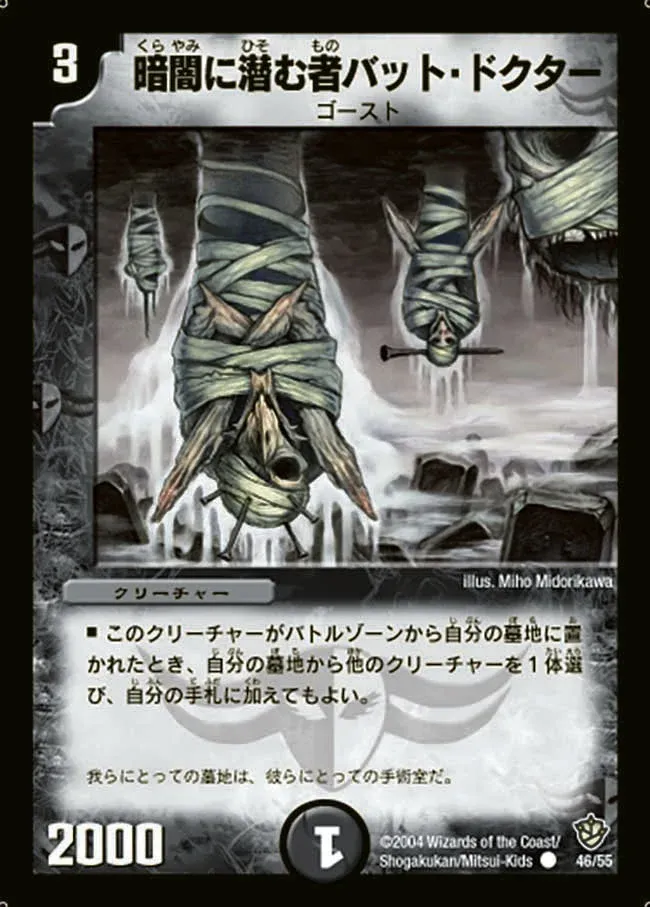 3
くらやみ ひそ もの
暗闇に潜む者バット・ドクター
ゴースト
illus. Miho Midorikawa
クリーチャー
■ このクリーチャーがバトルゾーンから自分の墓地に置
かれたとき、自分の墓地から他のクリーチャーを1体選
び、自分の手札に加えてもよい。
我らにとっての墓地は、彼らにとっての手術室だ。
2000
1
©2004 Wizards of the Coast/
Shogakukan/Mitsui-Kids
46/55